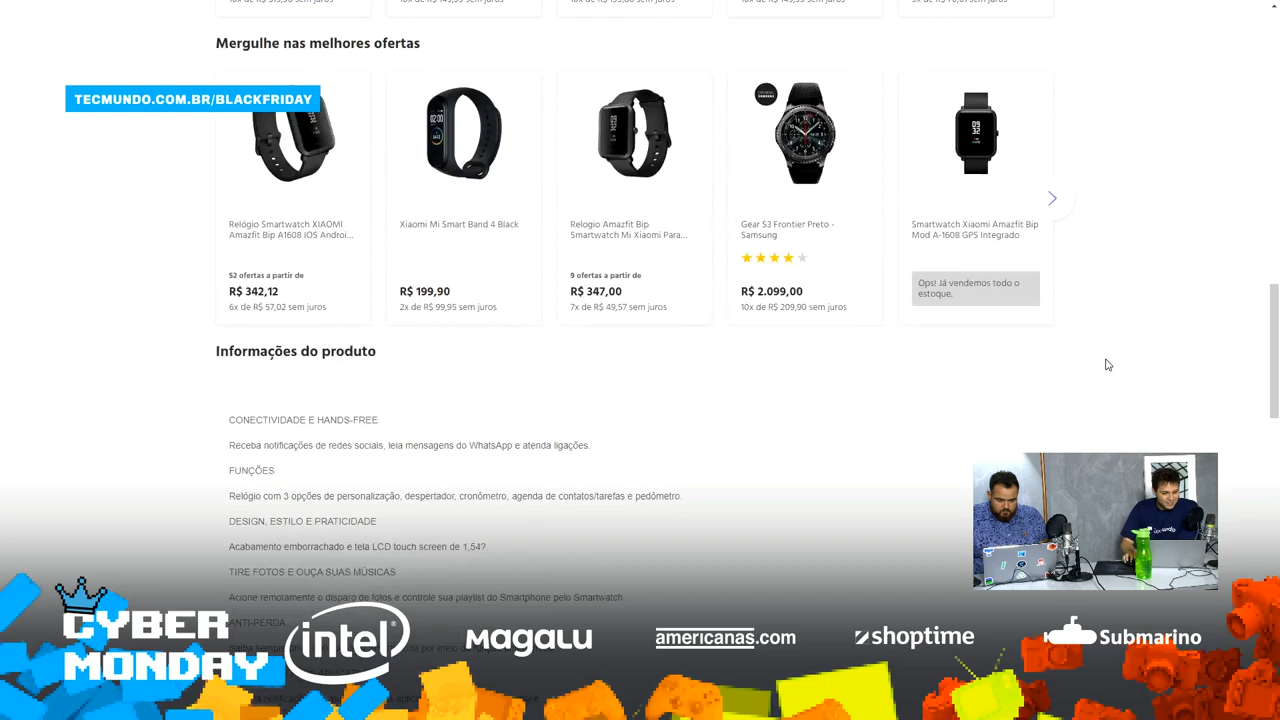 Mergulhe nas melhores ofertas
TECMUNDO.COM.BR/BLACKFRIDAY
Relógio Smartwatch XIAOMI
Amazfit Bip A1608 IOS Androi...
52 ofertas a partir de
R$ 342,12
6x de R$ 57,02 sem juros
Xiaomi Mi Smart Band 4 Black
R$ 199,90
2x de R$ 99,95 sem juros
Relogio Amazfit Bip
Smartwatch Mi Xiaomi Para...
9 ofertas a partir de
R$ 347,00
7x de R$ 49,57 sem juros
Gear S3 Frontier Preto -
Samsung
R$ 2.099,00
10x de R$ 209,90 sem juros
Smartwatch Xiaomi Amazfit Bip
Mod A-1608 GPS Integrado
Ops! Já vendemos todo o
estoque.
Informações do produto
CONECTIVIDADE E HANDS-FREE
Receba notificações de redes sociais, leia mensagens do WhatsApp e atenda ligações.
FUNÇÕES
Relógio com 3 opções de personalização, despertador, cronômetro, agenda de contatos/tarefas e pedômetro.
DESIGN, ESTILO E PRATICIDADE
Acabamento emborrachado e tela LCD touch screen de 1,54?.
TIRE FOTOS E OUÇA SUAS MÚSICAS
Acione remotamente o disparo de fotos e controle sua playlist do Smartphone pelo Smartwatch.
ANTI-PERDA
CYBER
MONDAY
intel
MAGALU
americanas.com
shoptime
Submarino